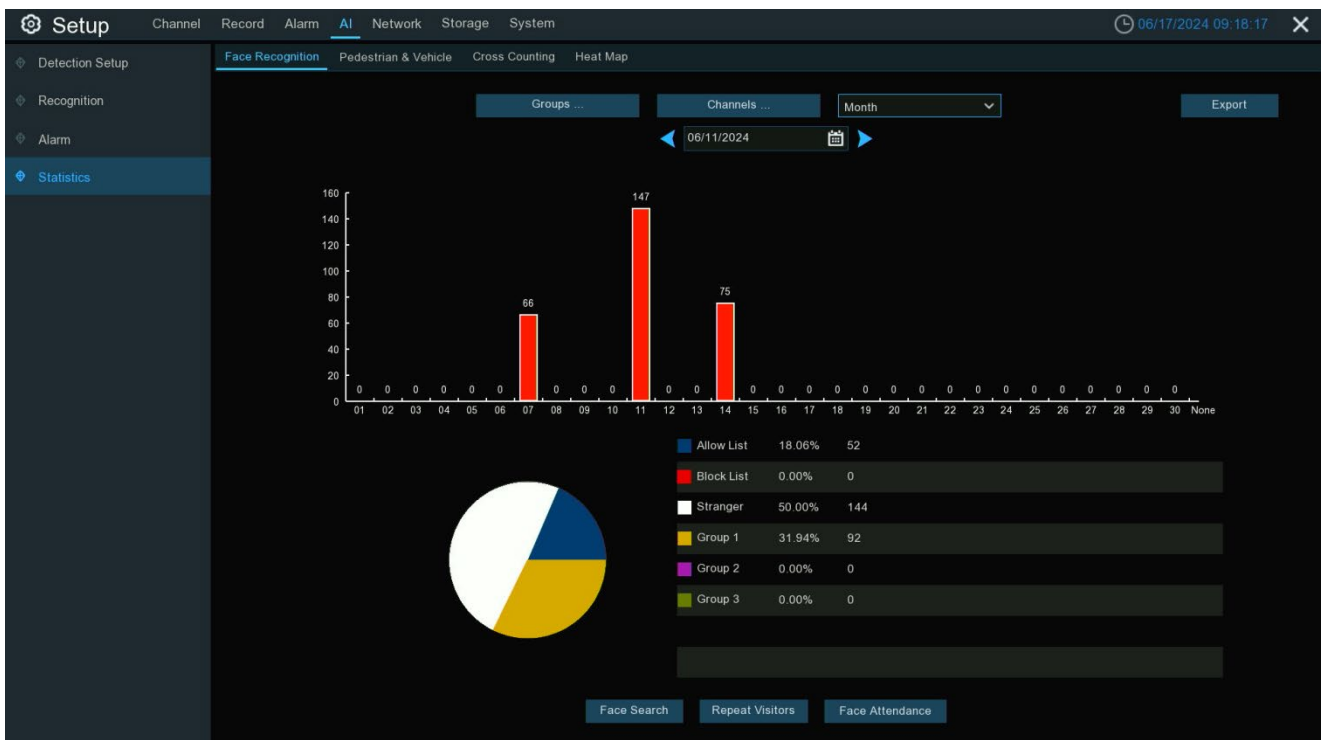 Setup Channel Record Alarm AI Network Storage System 06/17/2024 09:18:17
Detection Setup
Recognition
Alarm
Statistics
Face Recognition Pedestrian & Vehicle Cross Counting Heat Map
Groups ... Channels ... Month Export
06/11/2024
160
140
120
100
80
60
40
20
0
147
66
75
0 0 0 0 0 0 0 0 0 0 0 0 0 0 0 0 0 0 0 0 0 0 0 0 0 0 0
01 02 03 04 05 06 07 08 09 10 11 12 13 14 15 16 17 18 19 20 21 22 23 24 25 26 27 28 29 30 None
Allow List 18.06% 52
Block List 0.00% 0
Stranger 50.00% 144
Group 1 31.94% 92
Group 2 0.00% 0
Group 3 0.00% 0
Face Search Repeat Visitors Face Attendance